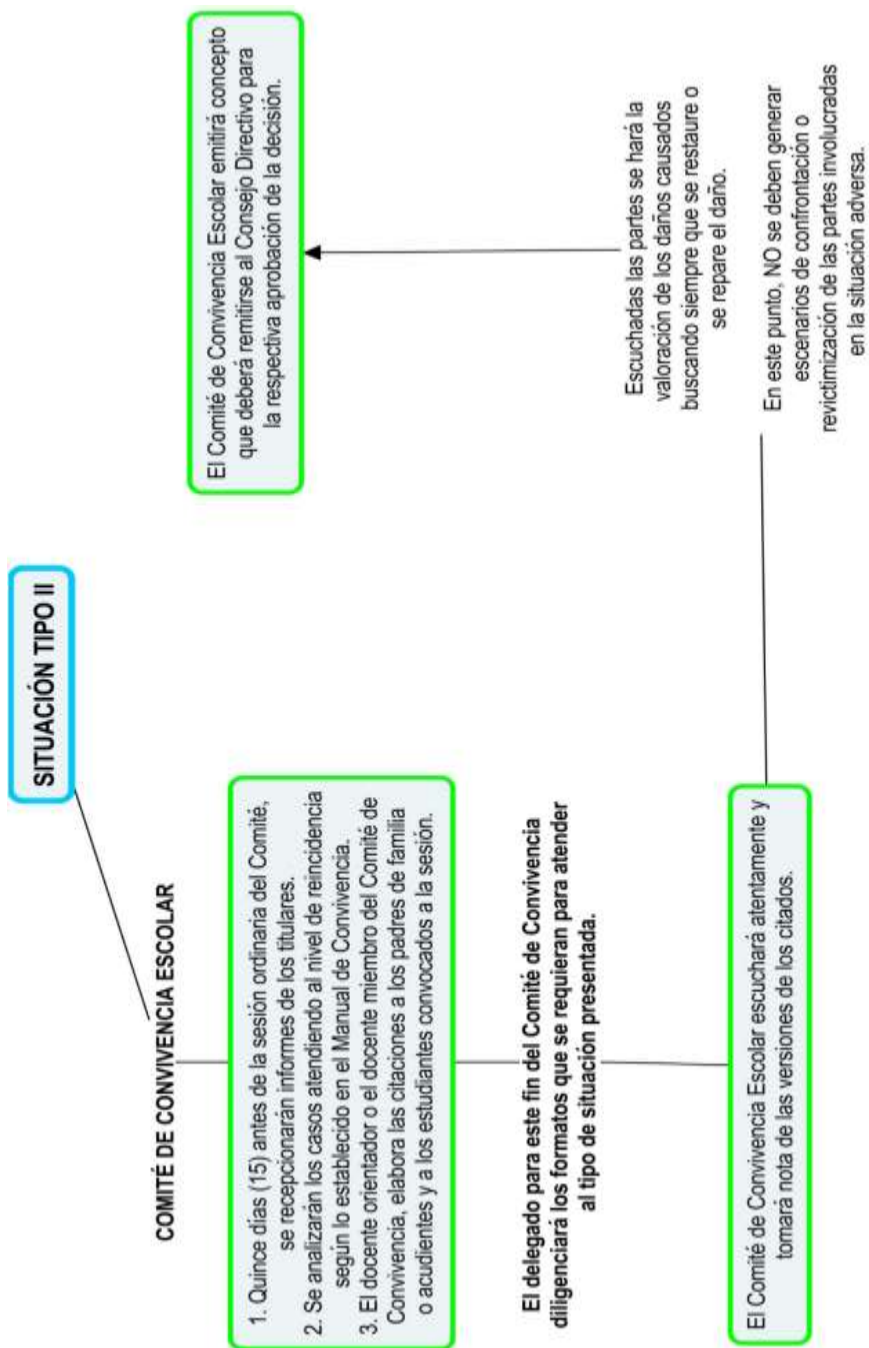 SITUACIÓN TIPO II
COMITÉ DE CONVIVENCIA ESCOLAR
1. Quince días (15) antes de la sesión ordinaria del Comité,
se recepcionarán informes de los titulares.
2. Se analizarán los casos atendiendo al nivel de reincidencia
según lo establecido en el Manual de Convivencia.
3. El docente orientador o el docente miembro del Comité de
Convivencia, elabora las citaciones a los padres de familia
o acudientes y a los estudiantes convocados a la sesión.
El delegado para este fin del Comité de Convivencia
diligenciará los formatos que se requieran para atender
al tipo de situación presentada.
El Comité de Convivencia Escolar escuchará atentamente y
tomará nota de las versiones de los citados.
En este punto, NO se deben generar
escenarios de confrontación o
revictimización de las partes involucradas
en la situación adversa.
Escuchadas las partes se hará la
valoración de los daños causados
buscando siempre que se restaure o
se repare el daño.
El Comité de Convivencia Escolar emitirá concepto
que deberá remitirse al Consejo Directivo para
la respectiva aprobación de la decisión.